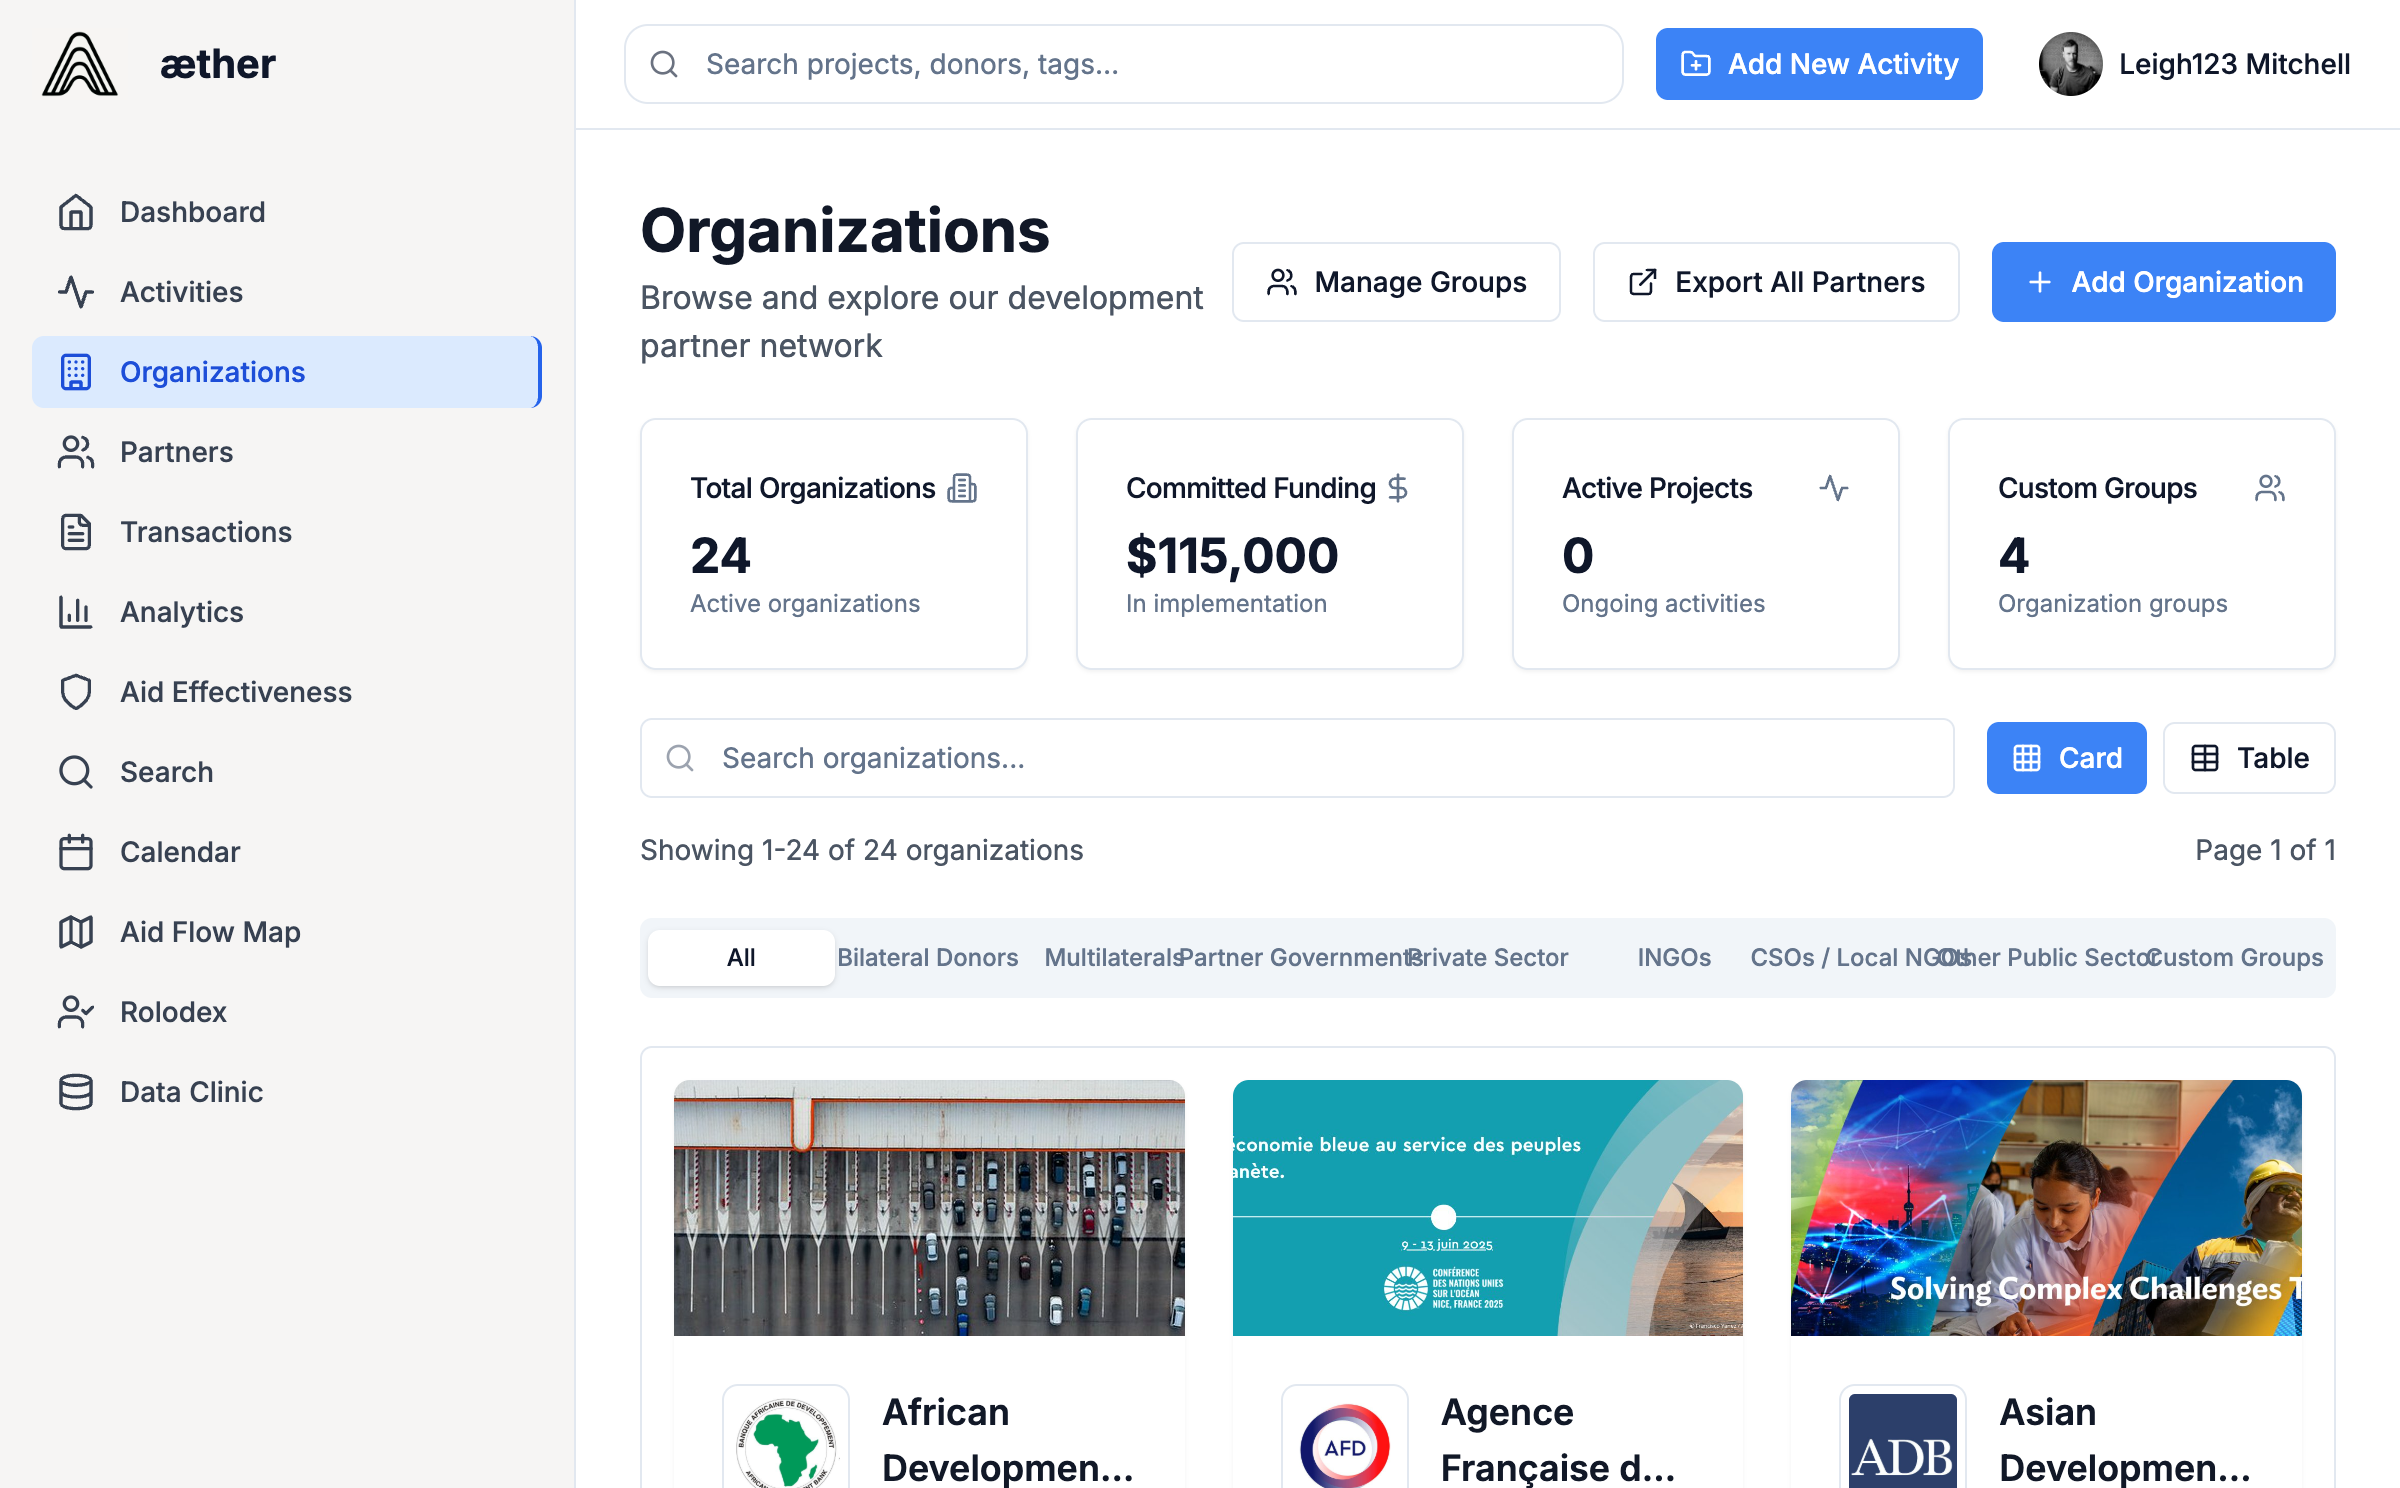 æther
Search projects, donors, tags...
Add New Activity
Leigh123 Mitchell
Dashboard
Activities
Organizations
Partners
Transactions
Analytics
Aid Effectiveness
Search
Calendar
Aid Flow Map
Rolodex
Data Clinic
Organizations
Browse and explore our development
partner network
Manage Groups
Export All Partners
Add Organization
Total Organizations
24
Active organizations
Committed Funding
$115,000
In implementation
Active Projects
0
Ongoing activities
Custom Groups
4
Organization groups
Search organizations...
Card
Table
Showing 1-24 of 24 organizations
Page 1 of 1
All
Bilateral Donors
Multilaterals
Partner Governments
Private Sector
INGOs
CSOs / Local NGOs
Other Public Sector
Custom Groups
économie bleue au service des peuples
anète.
9 - 13 juin 2025
CONFÉRENCE
DES NATIONS UNIES
SUR L'OCÉAN
NICE, FRANCE 2025
Solving Complex Challenges T
BANQUE AFRICAINE DE DEVELOPPEMENT
African
Developmen...
AFD
Agence
Française d...
ADB
Asian
Developmen...